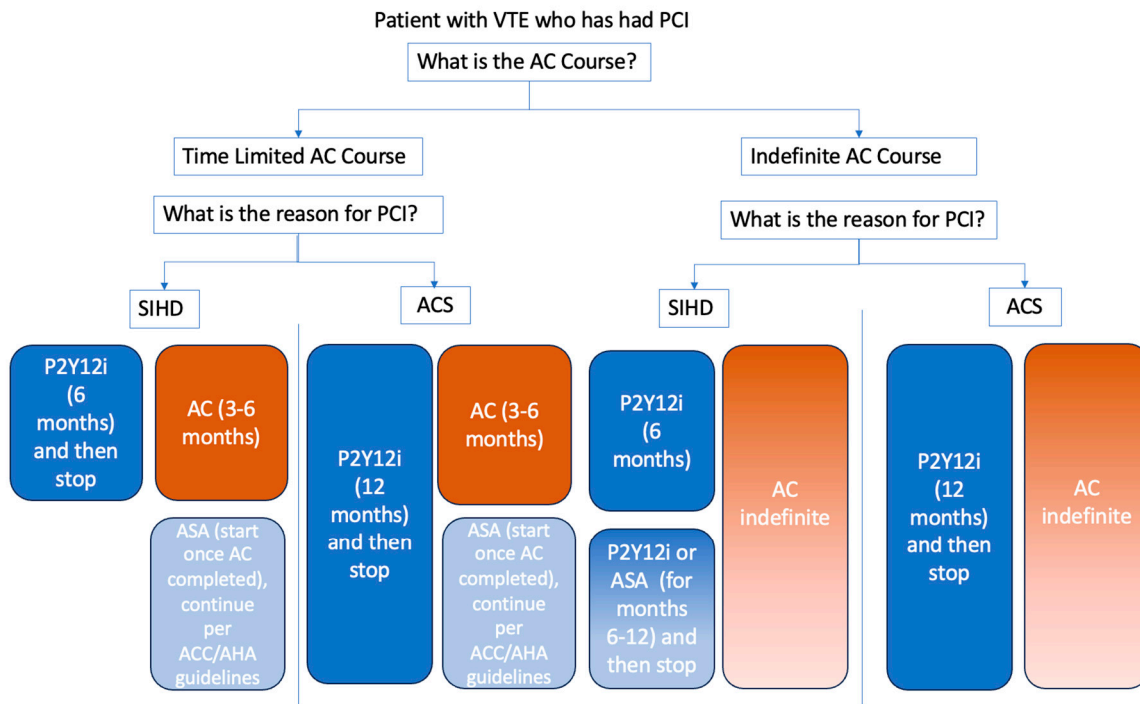 Patient with VTE who has had PCI
What is the AC Course?
Time Limited AC Course
Indefinite AC Course
What is the reason for PCI?
What is the reason for PCI?
SIHD
ACS
SIHD
ACS
P2Y12i
(6
months)
and then
stop
AC (3-6
months)
ASA (start
once AC
completed),
continue
per
ACC/AHA
guidelines
P2Y12i
(12
months)
and then
stop
AC (3-6
months)
ASA (start
once AC
completed),
continue
per
ACC/AHA
guidelines
P2Y12i
(6
months)
P2Y12i or
ASA (for
months
6-12) and
then stop
AC
indefinite
P2Y12i
(12
months)
and then
stop
AC
indefinite